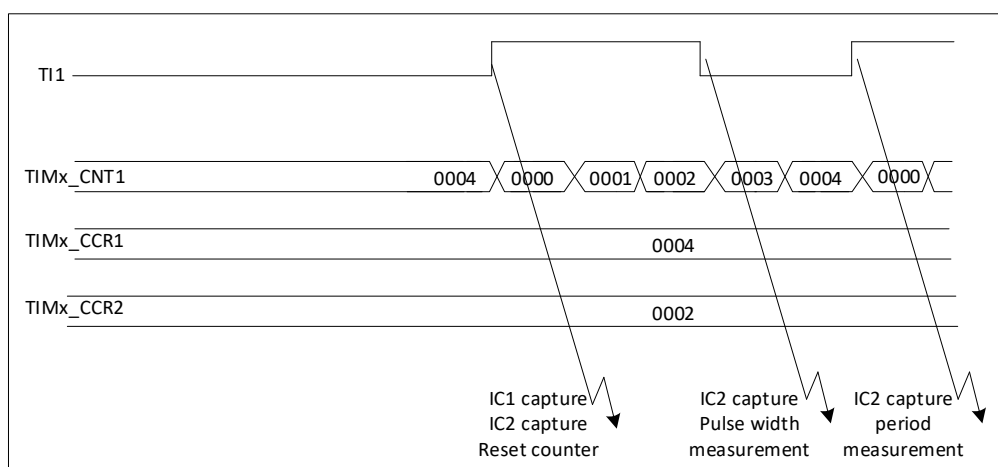 TI1
TIMx_CNT1
0004 0000 0001 0002 0003 0004 0000
TIMx_CCR1
0004
TIMx_CCR2
0002
IC1 capture
IC2 capture
Reset counter
IC2 capture
Pulse width
measurement
IC2 capture
period
measurement